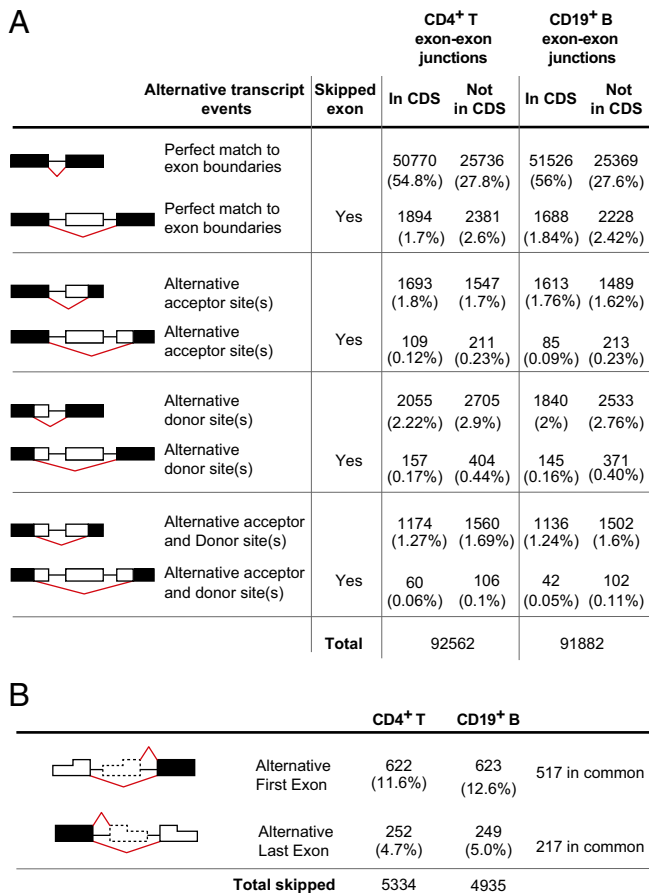 A
CD4+ T exon-exon junctions CD19+ B exon-exon junctions
Alternative transcript events Skipped exon In CDS Not in CDS In CDS Not in CDS
Perfect match to exon boundaries 50770 (54.8%) 25736 (27.8%) 51526 (56%) 25369 (27.6%)
Perfect match to exon boundaries Yes 1894 (1.7%) 2381 (2.6%) 1688 (1.84%) 2228 (2.42%)
Alternative acceptor site(s) 1693 (1.8%) 1547 (1.7%) 1613 (1.76%) 1489 (1.62%)
Alternative acceptor site(s) Yes 109 (0.12%) 211 (0.23%) 85 (0.09%) 213 (0.23%)
Alternative donor site(s) 2055 (2.22%) 2705 (2.9%) 1840 (2%) 2533 (2.76%)
Alternative donor site(s) Yes 157 (0.17%) 404 (0.44%) 145 (0.16%) 371 (0.40%)
Alternative acceptor and Donor site(s) 1174 (1.27%) 1560 (1.69%) 1136 (1.24%) 1502 (1.6%)
Alternative acceptor and donor site(s) Yes 60 (0.06%) 106 (0.1%) 42 (0.05%) 102 (0.11%)
Total 92562 91882
B
CD4+ T CD19+ B
Alternative First Exon 622 (11.6%) 623 (12.6%) 517 in common
Alternative Last Exon 252 (4.7%) 249 (5.0%) 217 in common
Total skipped 5334 4935